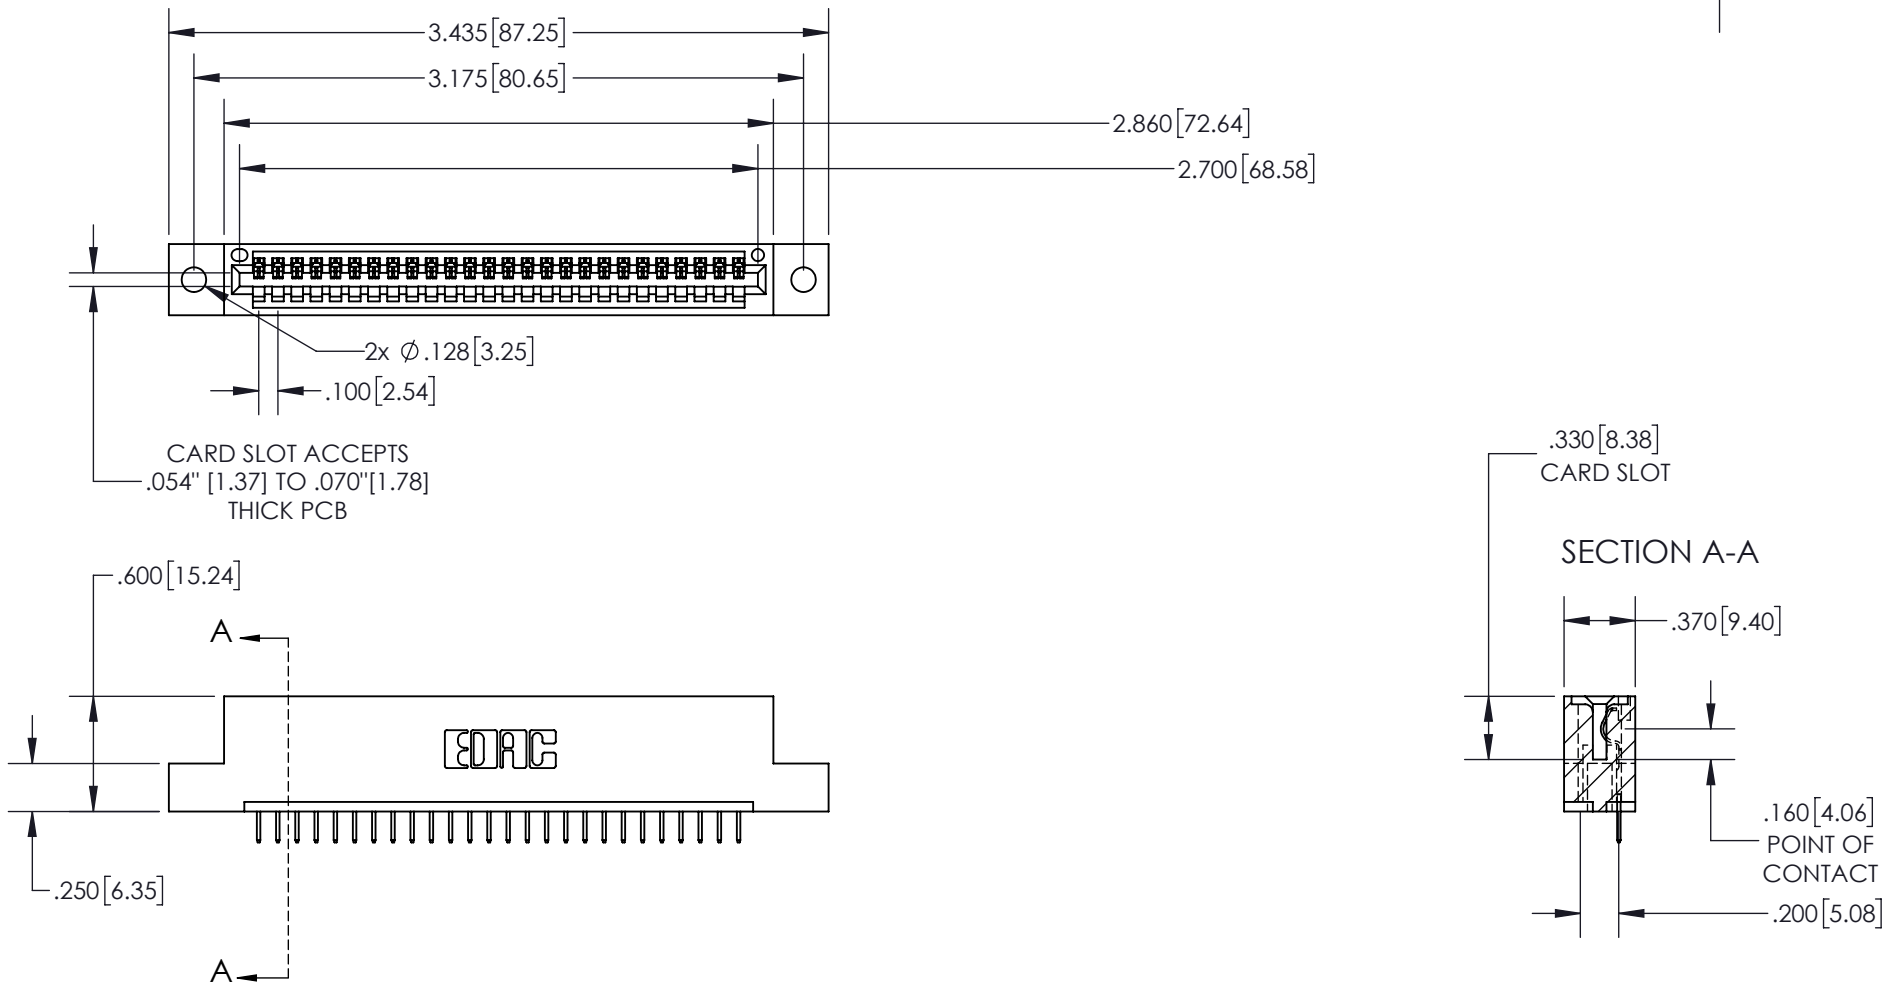 3.435[87.25]
3.175[80.65]
2.860[72.64]
2.700[68.58]
2x Ø.128[3.25]
.100[2.54]
CARD SLOT ACCEPTS
.054" [1.37] TO .070"[1.78]
THICK PCB
.330[8.38]
CARD SLOT
SECTION A-A
.600[15.24]
A
.370[9.40]
EDAC
.160[4.06]
POINT OF
CONTACT
.250[6.35]
.200[5.08]
A